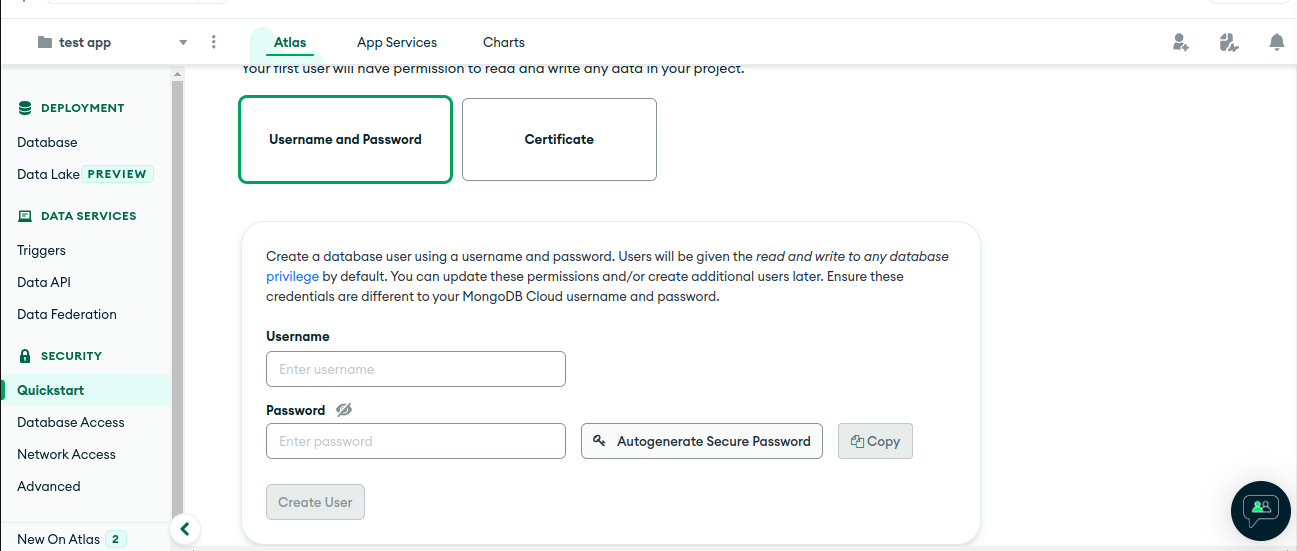 test app
Atlas
App Services
Charts
Your first user will have permission to read and write any data in your project.
DEPLOYMENT
Database
Data Lake PREVIEW
DATA SERVICES
Triggers
Data API
Data Federation
SECURITY
Quickstart
Database Access
Network Access
Advanced
New On Atlas 2
Username and Password
Certificate
Create a database user using a username and password. Users will be given the read and write to any database
privilege by default. You can update these permissions and/or create additional users later. Ensure these
credentials are different to your MongoDB Cloud username and password.
Username
Enter username
Password
Enter password
Autogenerate Secure Password
Copy
Create User